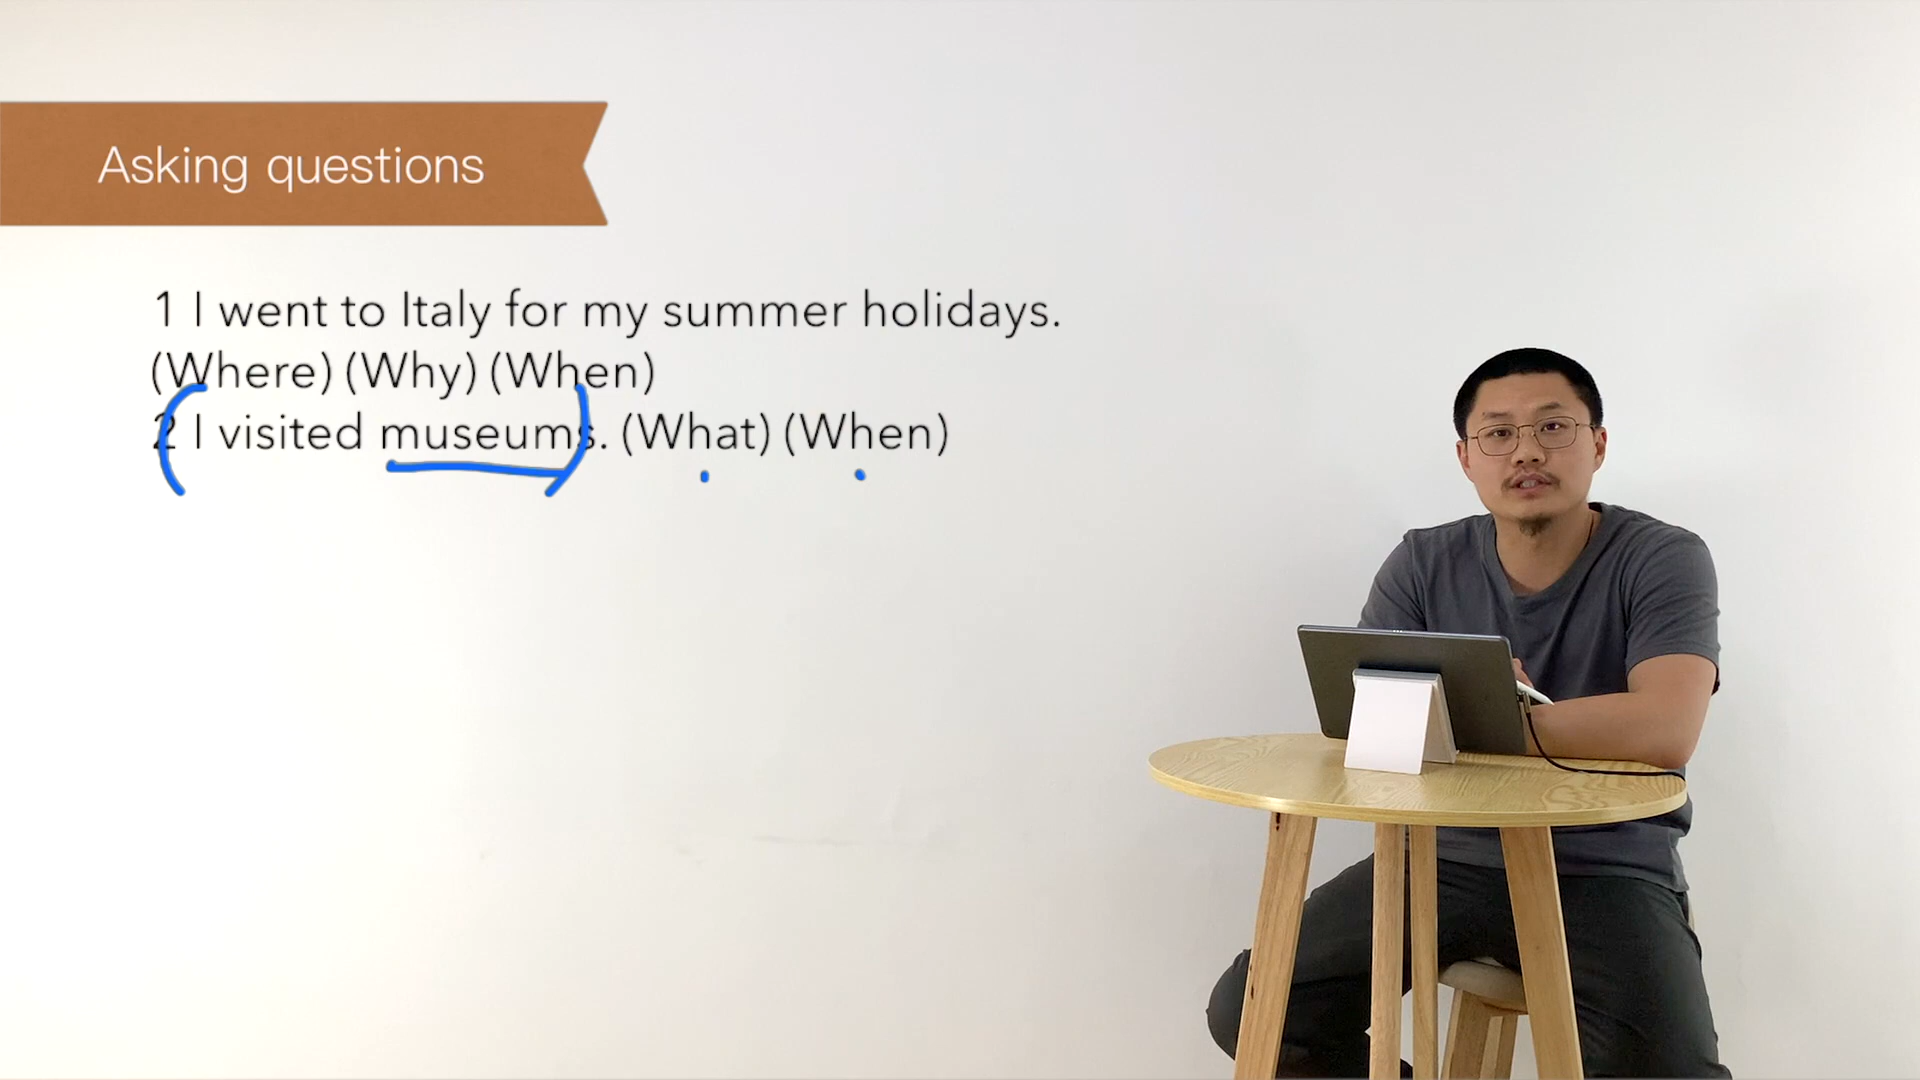 Asking questions
1 I went to Italy for my summer holidays.
(Where) (Why) (When)
2 I visited museums. (What) (When)